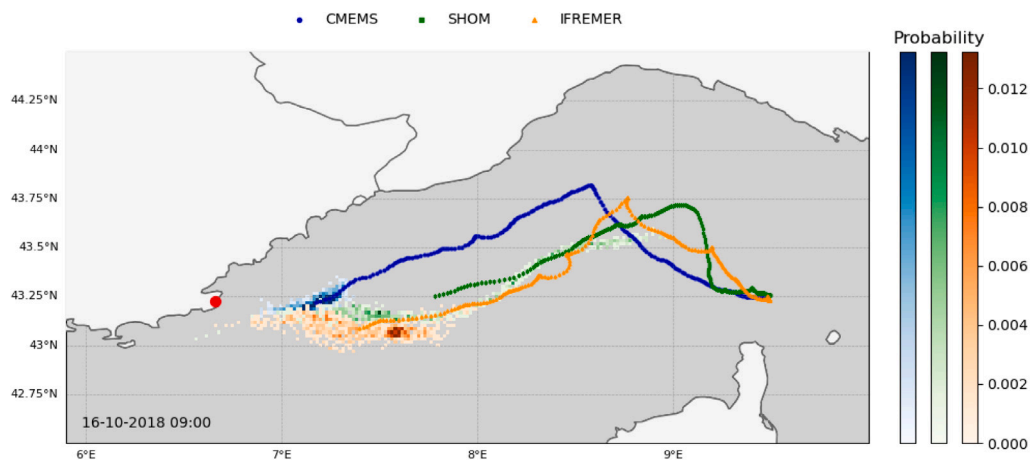 CMEMS SHOM IFREMER
Probability
44.25°N
44°N
43.75°N
43.5°N
43.25°N
43°N
42.75°N
0.012
0.010
0.008
0.006
0.004
0.002
0.000
16-10-2018 09:00
6°E 7°E 8°E 9°E